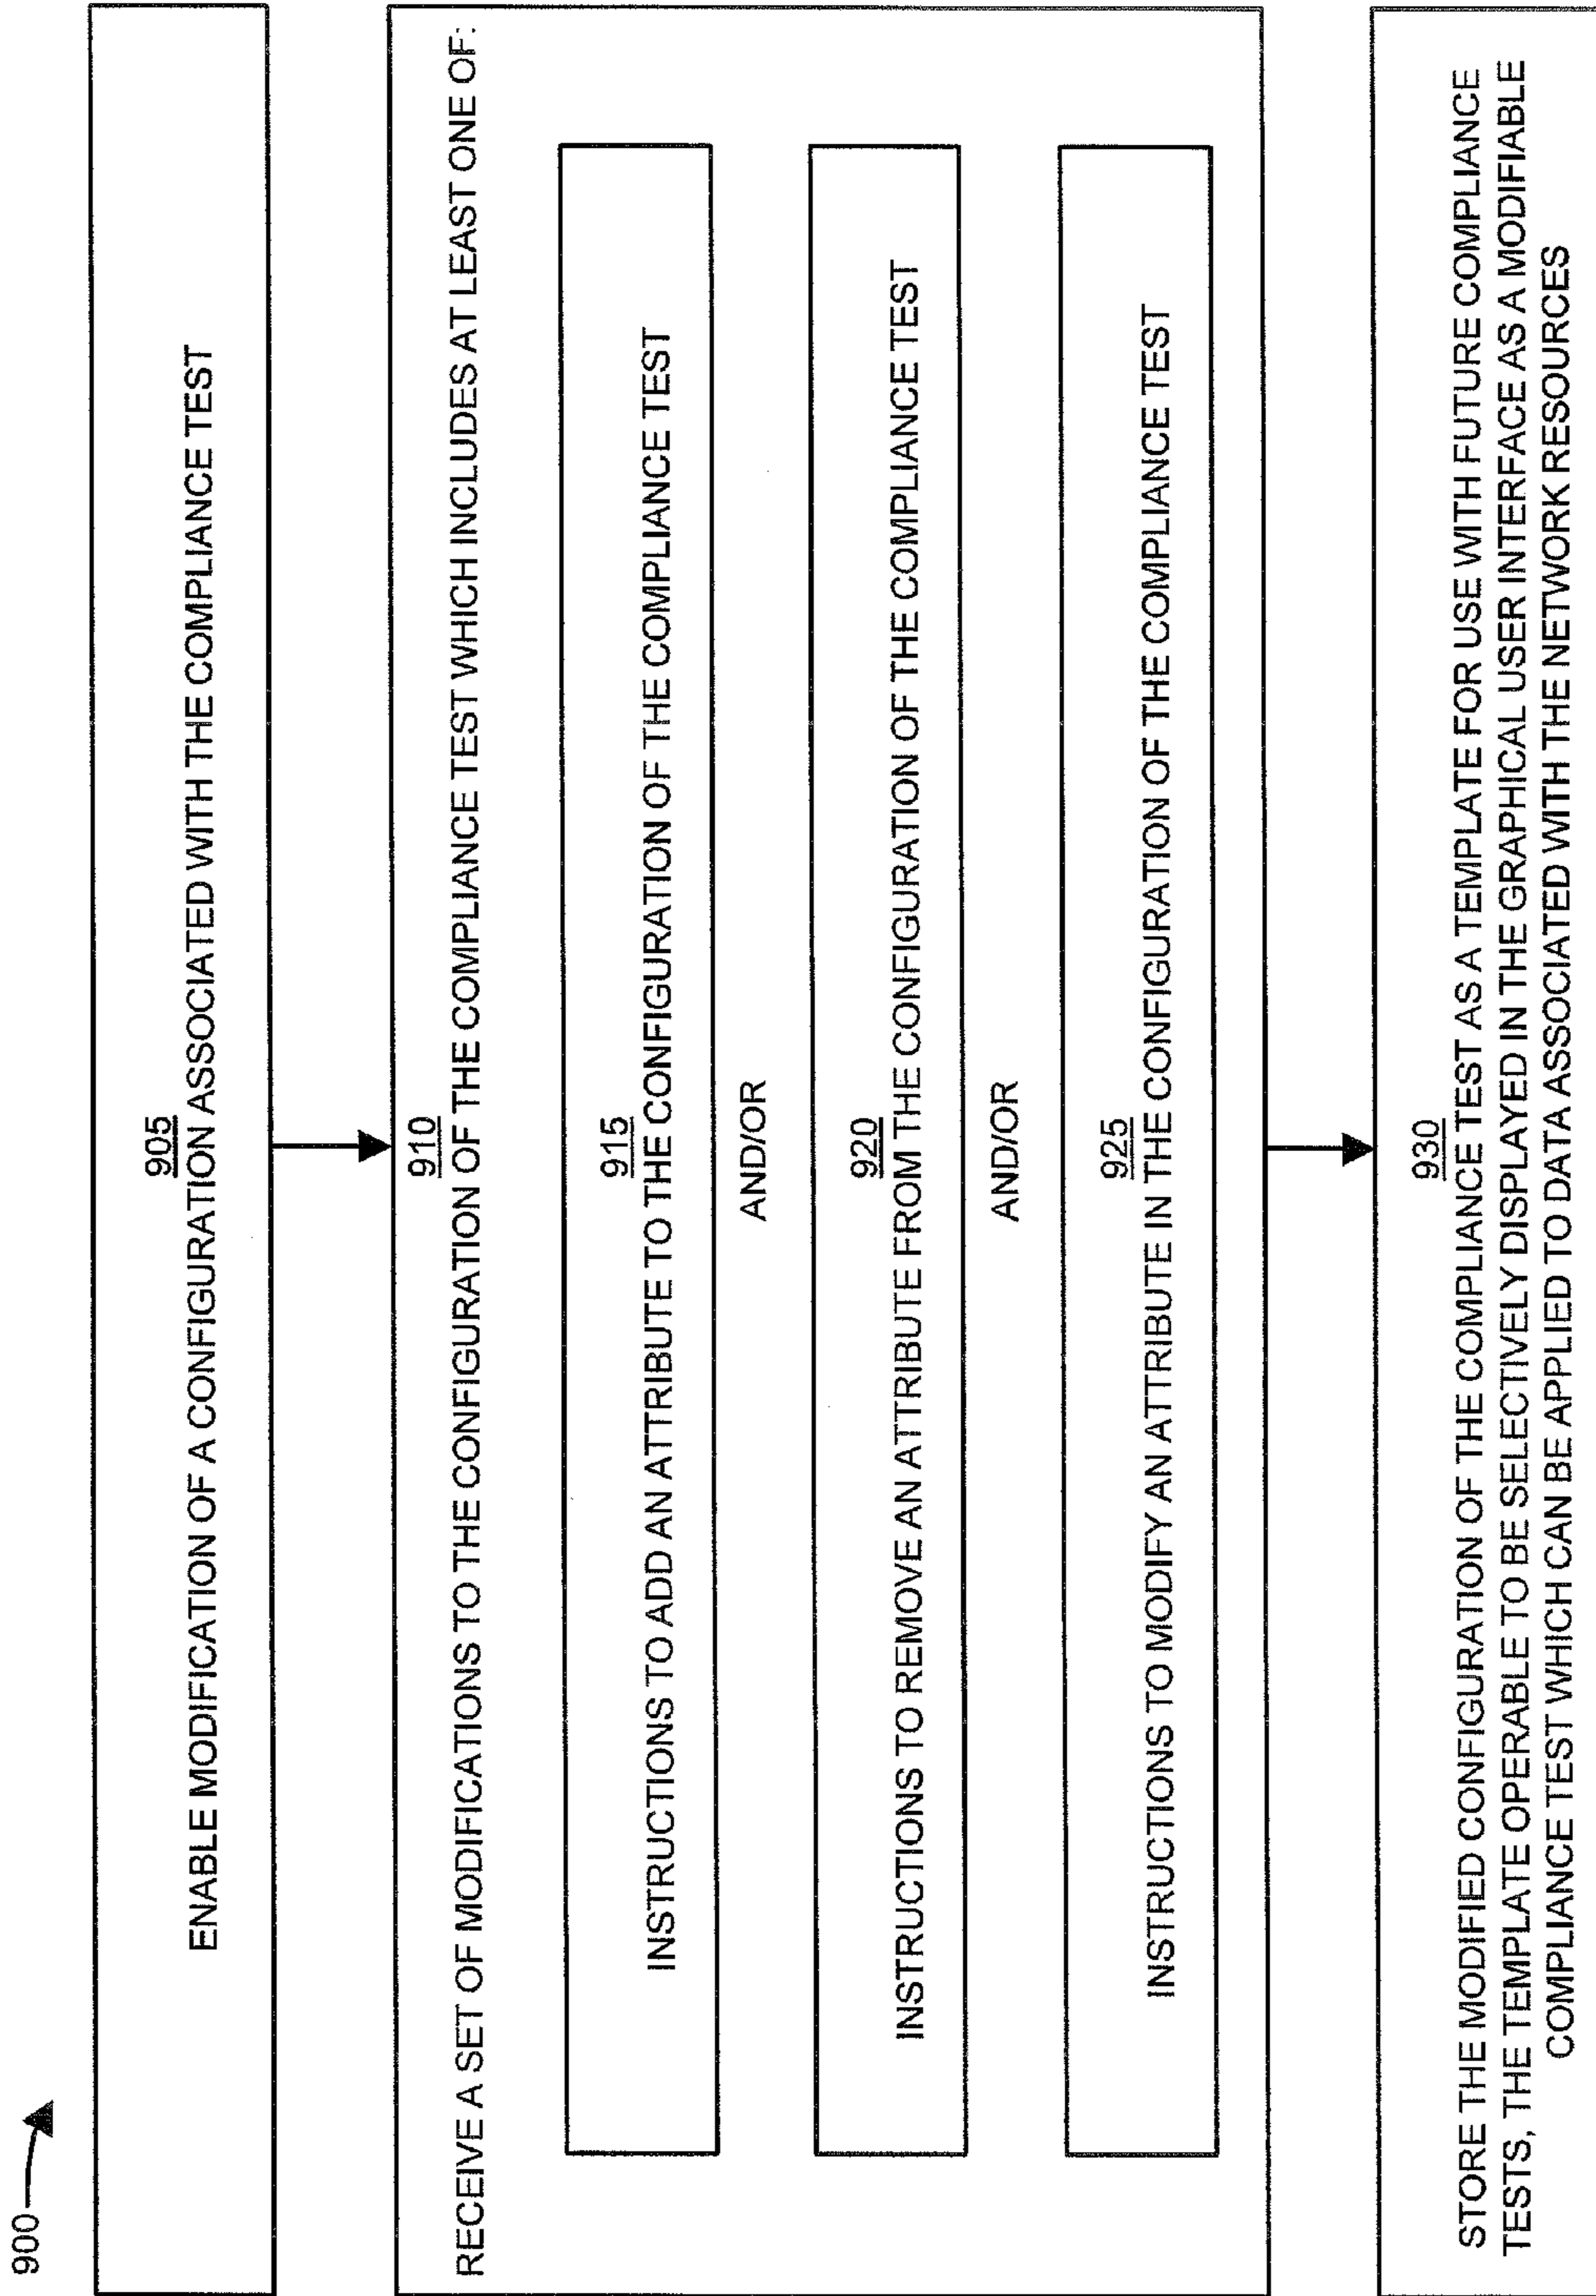 900
905
ENABLE MODIFICATION OF A CONFIGURATION ASSOCIATED WITH THE COMPLIANCE TEST
910
RECEIVE A SET OF MODIFICATIONS TO THE CONFIGURATION OF THE COMPLIANCE TEST WHICH INCLUDES AT LEAST ONE OF:
915
INSTRUCTIONS TO ADD AN ATTRIBUTE TO THE CONFIGURATION OF THE COMPLIANCE TEST
AND/OR
920
INSTRUCTIONS TO REMOVE AN ATTRIBUTE FROM THE CONFIGURATION OF THE COMPLIANCE TEST
AND/OR
925
INSTRUCTIONS TO MODIFY AN ATTRIBUTE IN THE CONFIGURATION OF THE COMPLIANCE TEST
930
STORE THE MODIFIED CONFIGURATION OF THE COMPLIANCE TEST AS A TEMPLATE FOR USE WITH FUTURE COMPLIANCE
TESTS, THE TEMPLATE OPERABLE TO BE SELECTIVELY DISPLAYED IN THE GRAPHICAL USER INTERFACE AS A MODIFIABLE
COMPLIANCE TEST WHICH CAN BE APPLIED TO DATA ASSOCIATED WITH THE NETWORK RESOURCES